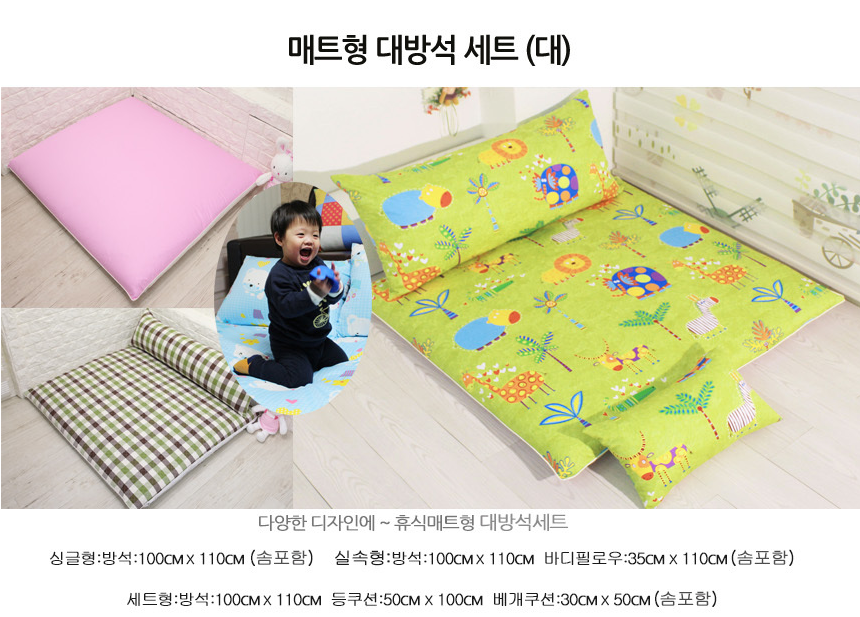 매트형 대방석 세트 (대)
다양한 디자인에 ~ 휴식매트형 대방석세트
싱글형:방석:100CM X 110CM (솜포함) 실속형:방석:100CM X 110CM 바디필로우:35CM X 110CM (솜포함)
세트형:방석:100CM X 110CM 등쿠션:50CM X 100CM 베개쿠션:30CM X 50CM (솜포함)